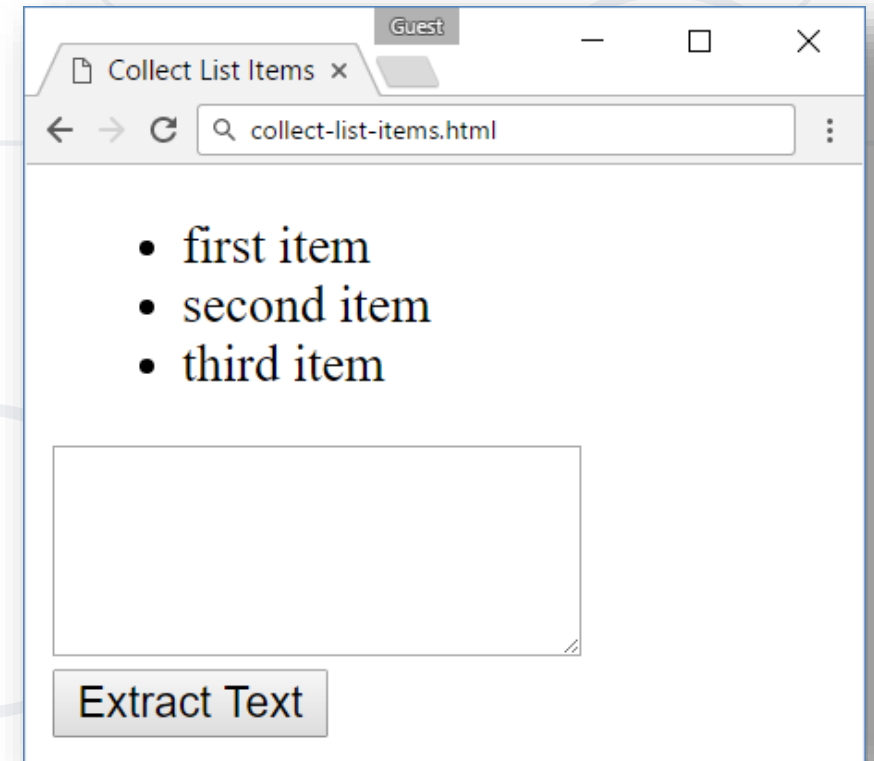 Guest
Collect List Items
collect-list-items.html
first item
second item
third item
Extract Text